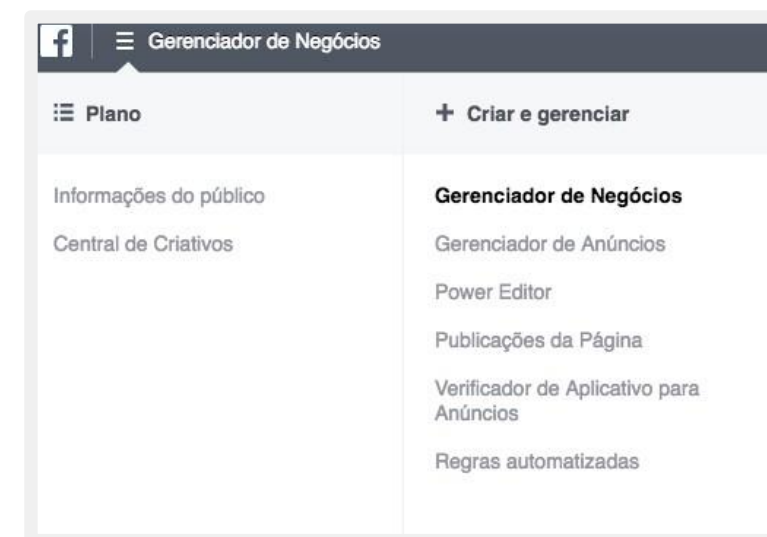 f
Gerenciador de Negócios
Plano
Informações do público
Central de Criativos
+ Criar e gerenciar
Gerenciador de Negócios
Gerenciador de Anúncios
Power Editor
Publicações da Página
Verificador de Aplicativo para
Anúncios
Regras automatizadas